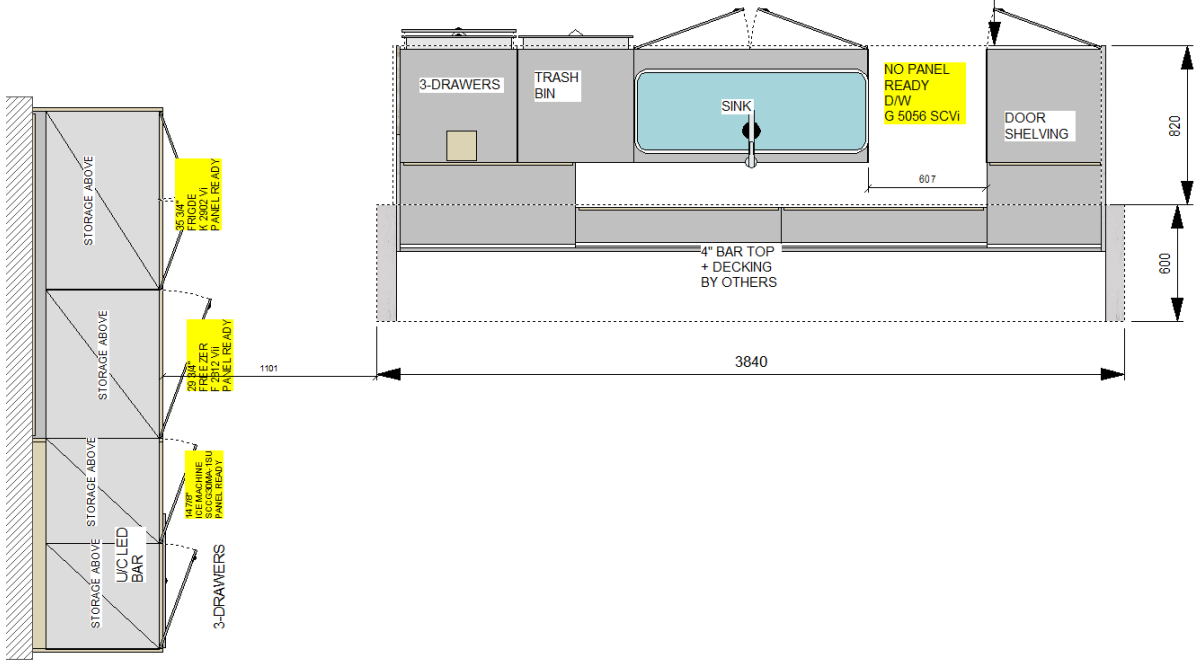 3-DRAWERS
TRASH
BIN
SINK
NO PANEL
READY
D/W
G 5056 SCVi
DOOR
SHELVING
820
607
600
4" BAR TOP
+ DECKING
BY OTHERS
3840
1101
STORAGE ABOVE
35 3/4"
FRIGDE
K 2902 Vi
PANEL READY
STORAGE ABOVE
29 3/4"
FREEZER
F 2812 Vii
PANEL READY
STORAGE ABOVE
14 7/8"
ICE MACHINE
SCCG30MA-1SU
PANEL READY
STORAGE ABOVE
U/C LED
BAR
3-DRAWERS